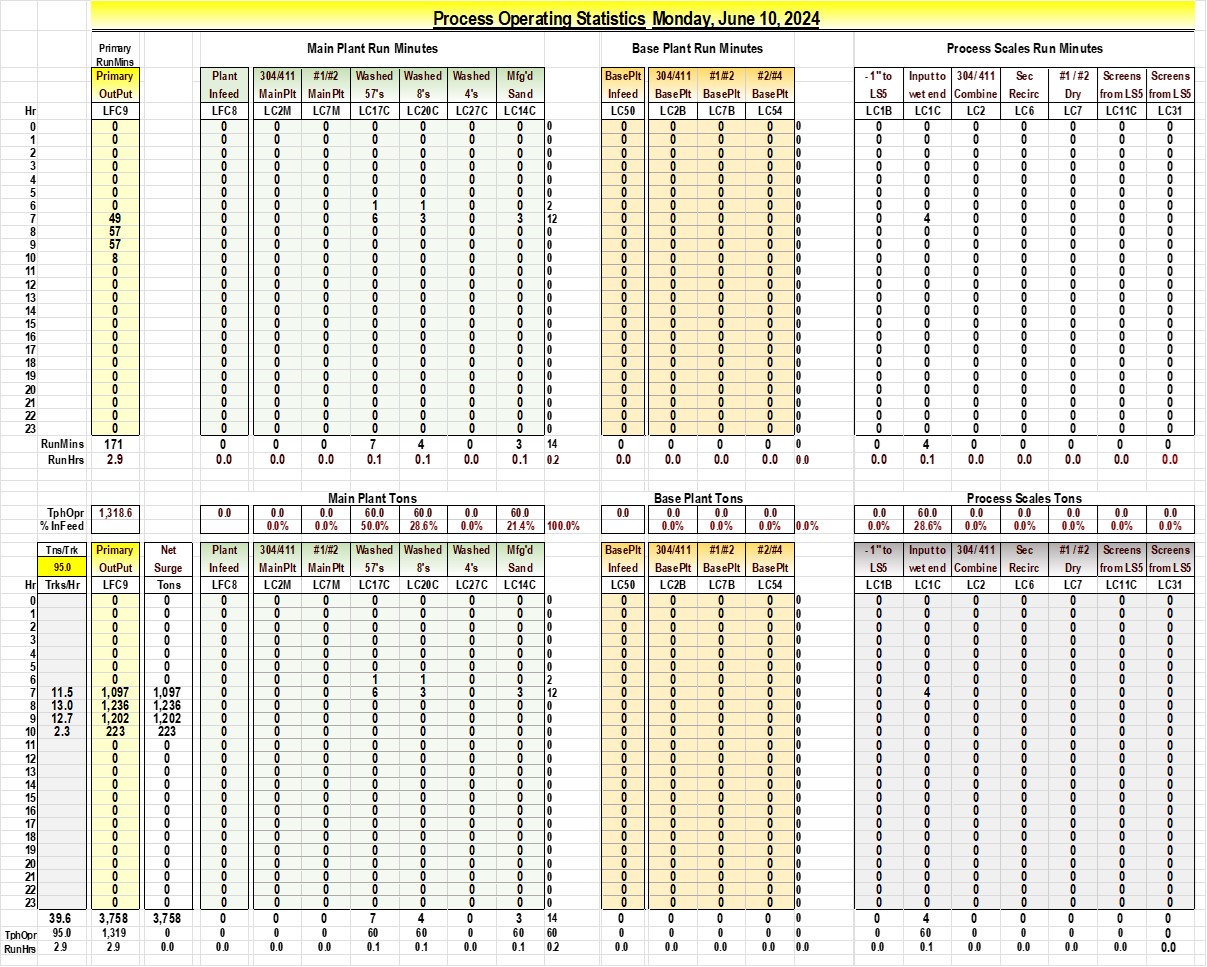 Process Operating Statistics Monday, June 10, 2024
Primary Main Plant Run Minutes Base Plant Run Minutes Process Scales Run Minutes
RunMins
Primary Plant 304/411 #1/#2 Washed Washed Washed Mfg'd BasePlt 304/411 #1/#2 #2/#4 -1" to Input to 304/411 Sec #1/#2 Screens Screens
OutPut Infeed MainPlt MainPlt 57's 8's 4's Sand Infeed BasePlt BasePlt BasePlt LS5 wet end Combine Recirc Dry from LS5 from LS5
Hr LFC9 LFC8 LC2M LC7M LC17C LC20C LC27C LC14C LC50 LC2B LC7B LC54 LC1B LC1C LC2 LC6 LC7 LC11C LC31
0 0 0 0 0 0 0 0 0 0 0 0 0 0 0 0 0 0 0 0 0 0
1 0 0 0 0 0 0 0 0 0 0 0 0 0 0 0 0 0 0 0 0 0
2 0 0 0 0 0 0 0 0 0 0 0 0 0 0 0 0 0 0 0 0 0
3 0 0 0 0 0 0 0 0 0 0 0 0 0 0 0 0 0 0 0 0 0
4 0 0 0 0 0 0 0 0 0 0 0 0 0 0 0 0 0 0 0 0 0
5 0 0 0 0 0 0 0 0 0 0 0 0 0 0 0 0 0 0 0 0 0
6 0 0 0 0 1 1 0 0 2 0 0 0 0 0 0 0 0 0 0 0 0
7 49 0 0 0 6 3 0 3 12 0 0 0 0 0 0 4 0 0 0 0 0
8 57 0 0 0 0 0 0 0 0 0 0 0 0 0 0 0 0 0 0 0 0
9 57 0 0 0 0 0 0 0 0 0 0 0 0 0 0 0 0 0 0 0 0
10 8 0 0 0 0 0 0 0 0 0 0 0 0 0 0 0 0 0 0 0 0
11 0 0 0 0 0 0 0 0 0 0 0 0 0 0 0 0 0 0 0 0 0
12 0 0 0 0 0 0 0 0 0 0 0 0 0 0 0 0 0 0 0 0 0
13 0 0 0 0 0 0 0 0 0 0 0 0 0 0 0 0 0 0 0 0 0
14 0 0 0 0 0 0 0 0 0 0 0 0 0 0 0 0 0 0 0 0 0
15 0 0 0 0 0 0 0 0 0 0 0 0 0 0 0 0 0 0 0 0 0
16 0 0 0 0 0 0 0 0 0 0 0 0 0 0 0 0 0 0 0 0 0
17 0 0 0 0 0 0 0 0 0 0 0 0 0 0 0 0 0 0 0 0 0
18 0 0 0 0 0 0 0 0 0 0 0 0 0 0 0 0 0 0 0 0 0
19 0 0 0 0 0 0 0 0 0 0 0 0 0 0 0 0 0 0 0 0 0
20 0 0 0 0 0 0 0 0 0 0 0 0 0 0 0 0 0 0 0 0 0
21 0 0 0 0 0 0 0 0 0 0 0 0 0 0 0 0 0 0 0 0 0
22 0 0 0 0 0 0 0 0 0 0 0 0 0 0 0 0 0 0 0 0 0
23 0 0 0 0 0 0 0 0 0 0 0 0 0 0 0 0 0 0 0 0 0
RunMins 171 0 0 0 7 4 0 3 14 0 0 0 0 0 0 4 0 0 0 0 0
RunHrs 2.9 0.0 0.0 0.0 0.1 0.1 0.0 0.1 0.2 0.0 0.0 0.0 0.0 0.0 0.0 0.1 0.0 0.0 0.0 0.0 0.0
Main Plant Tons Base Plant Tons Process Scales Tons
TphOpr 1,318.6 0.0 0.0 0.0 60.0 60.0 0.0 60.0 0.0 0.0 0.0 0.0 0.0 60.0 0.0 0.0 0.0 0.0 0.0
% InFeed 0.0% 0.0% 50.0% 28.6% 0.0% 21.4% 100.0% 0.0% 0.0% 0.0% 0.0% 0.0% 28.6% 0.0% 0.0% 0.0% 0.0% 0.0%
Tns/Trk Primary Net Plant 304/411 #1/#2 Washed Washed Washed Mfg'd BasePlt 304/411 #1/#2 #2/#4 -1" to Input to 304/411 Sec #1/#2 Screens Screens
95.0 OutPut Surge Infeed MainPlt MainPlt 57's 8's 4's Sand Infeed BasePlt BasePlt BasePlt LS5 wet end Combine Recirc Dry from LS5 from LS5
Hr Trks/Hr LFC9 Tons LFC8 LC2M LC7M LC17C LC20C LC27C LC14C LC50 LC2B LC7B LC54 LC1B LC1C LC2 LC6 LC7 LC11C LC31
0 0 0 0 0 0 0 0 0 0 0 0 0 0 0 0 0 0 0 0 0 0 0
1 0 0 0 0 0 0 0 0 0 0 0 0 0 0 0 0 0 0 0 0 0 0
2 0 0 0 0 0 0 0 0 0 0 0 0 0 0 0 0 0 0 0 0 0 0
3 0 0 0 0 0 0 0 0 0 0 0 0 0 0 0 0 0 0 0 0 0 0
4 0 0 0 0 0 0 0 0 0 0 0 0 0 0 0 0 0 0 0 0 0 0
5 0 0 0 0 0 0 0 0 0 0 0 0 0 0 0 0 0 0 0 0 0 0
6 0 0 0 0 0 1 1 0 0 2 0 0 0 0 0 0 0 0 0 0 0 0
7 11.5 1,097 1,097 0 0 0 6 3 0 3 12 0 0 0 0 0 0 4 0 0 0 0 0
8 13.0 1,236 1,236 0 0 0 0 0 0 0 0 0 0 0 0 0 0 0 0 0 0 0 0
9 12.7 1,202 1,202 0 0 0 0 0 0 0 0 0 0 0 0 0 0 0 0 0 0 0 0
10 2.3 223 223 0 0 0 0 0 0 0 0 0 0 0 0 0 0 0 0 0 0 0 0
11 0 0 0 0 0 0 0 0 0 0 0 0 0 0 0 0 0 0 0 0 0 0
12 0 0 0 0 0 0 0 0 0 0 0 0 0 0 0 0 0 0 0 0 0 0
13 0 0 0 0 0 0 0 0 0 0 0 0 0 0 0 0 0 0 0 0 0 0
14 0 0 0 0 0 0 0 0 0 0 0 0 0 0 0 0 0 0 0 0 0 0
15 0 0 0 0 0 0 0 0 0 0 0 0 0 0 0 0 0 0 0 0 0 0
16 0 0 0 0 0 0 0 0 0 0 0 0 0 0 0 0 0 0 0 0 0 0
17 0 0 0 0 0 0 0 0 0 0 0 0 0 0 0 0 0 0 0 0 0 0
18 0 0 0 0 0 0 0 0 0 0 0 0 0 0 0 0 0 0 0 0 0 0
19 0 0 0 0 0 0 0 0 0 0 0 0 0 0 0 0 0 0 0 0 0 0
20 0 0 0 0 0 0 0 0 0 0 0 0 0 0 0 0 0 0 0 0 0 0
21 0 0 0 0 0 0 0 0 0 0 0 0 0 0 0 0 0 0 0 0 0 0
22 0 0 0 0 0 0 0 0 0 0 0 0 0 0 0 0 0 0 0 0 0 0
23 0 0 0 0 0 0 0 0 0 0 0 0 0 0 0 0 0 0 0 0 0 0
39.6 3,758 3,758 0 0 0 7 4 0 3 14 0 0 0 0 0 0 4 0 0 0 0 0
TphOpr 95.0 1,319 0 0 0 0 60 60 0 60 60 0 0 0 0 0 0 60 0 0 0 0 0
RunHrs 2.9 2.9 0.0 0.0 0.0 0.0 0.1 0.1 0.0 0.1 0.2 0.0 0.0 0.0 0.0 0.0 0.0 0.1 0.0 0.0 0.0 0.0 0.0